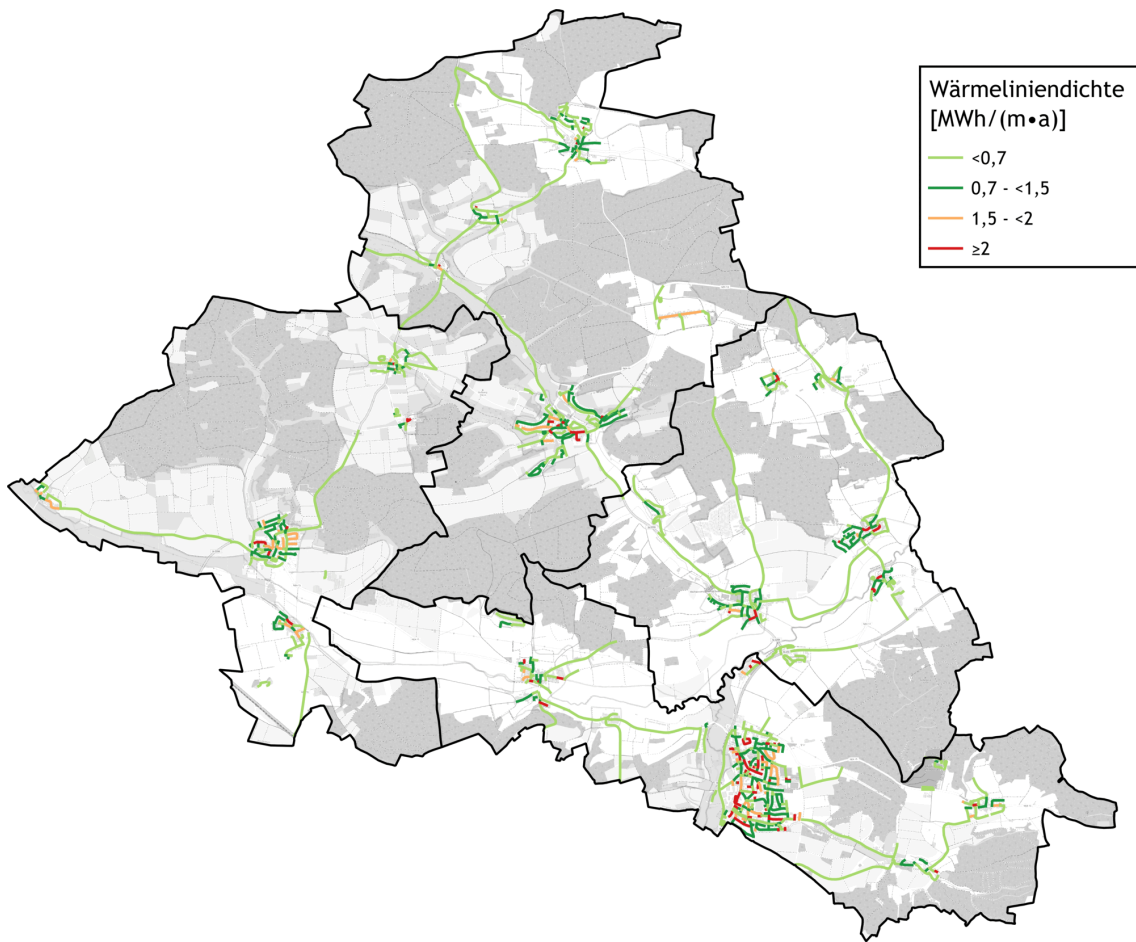 Wärmeliniendichte
[MWh/(m•a)]
<0,7
0,7 - <1,5
1,5 - <2
≥2